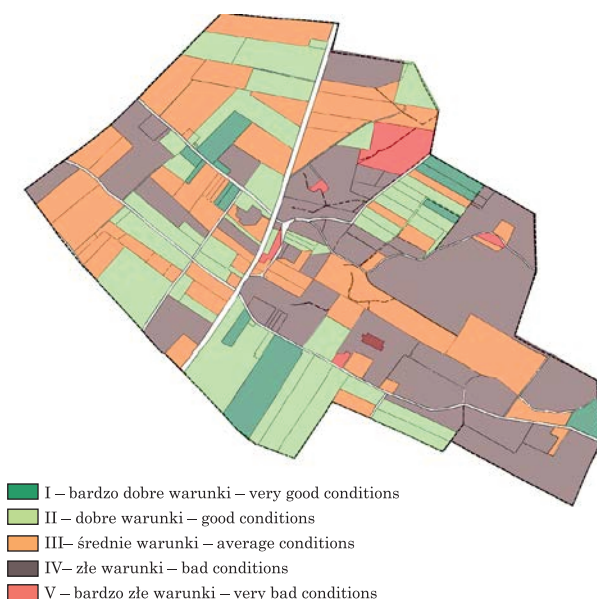 I – bardzo dobre warunki – very good conditions
II – dobre warunki – good conditions
III– średnie warunki – average conditions
IV– złe warunki – bad conditions
V – bardzo złe warunki – very bad conditions